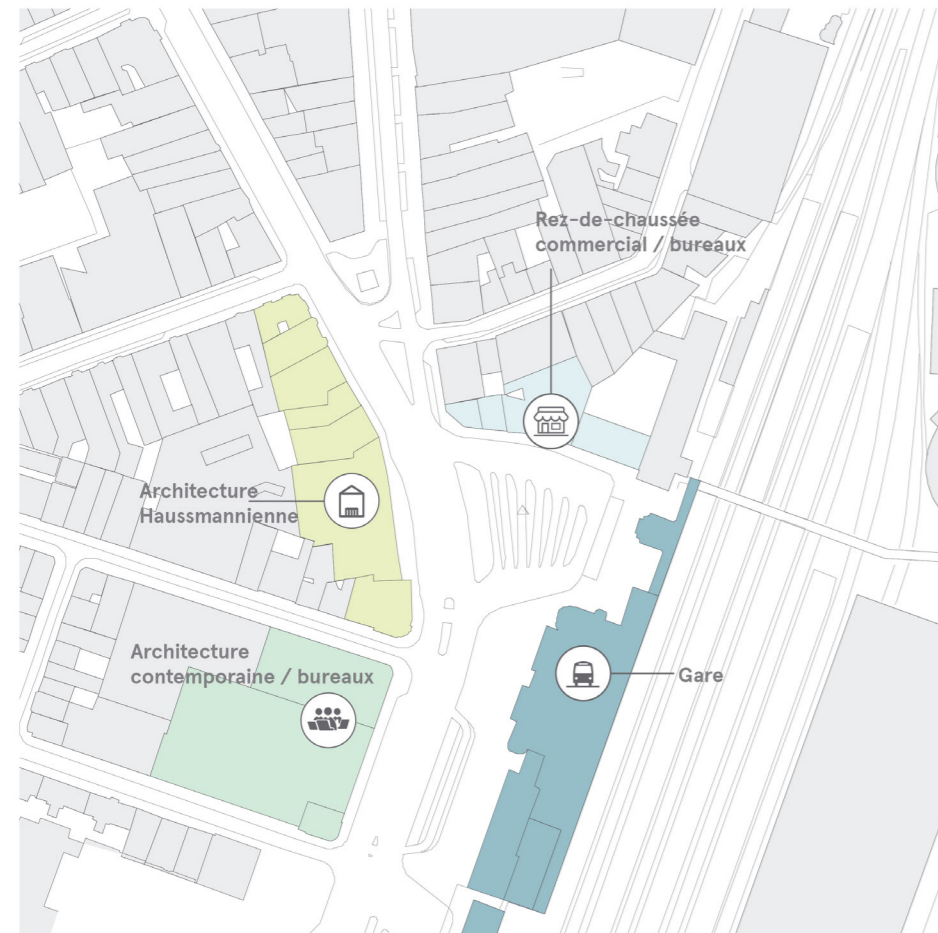 Rez-de-chaussée
commercial / bureaux
Architecture
Haussmannienne
Architecture
contemporaine / bureaux
Gare